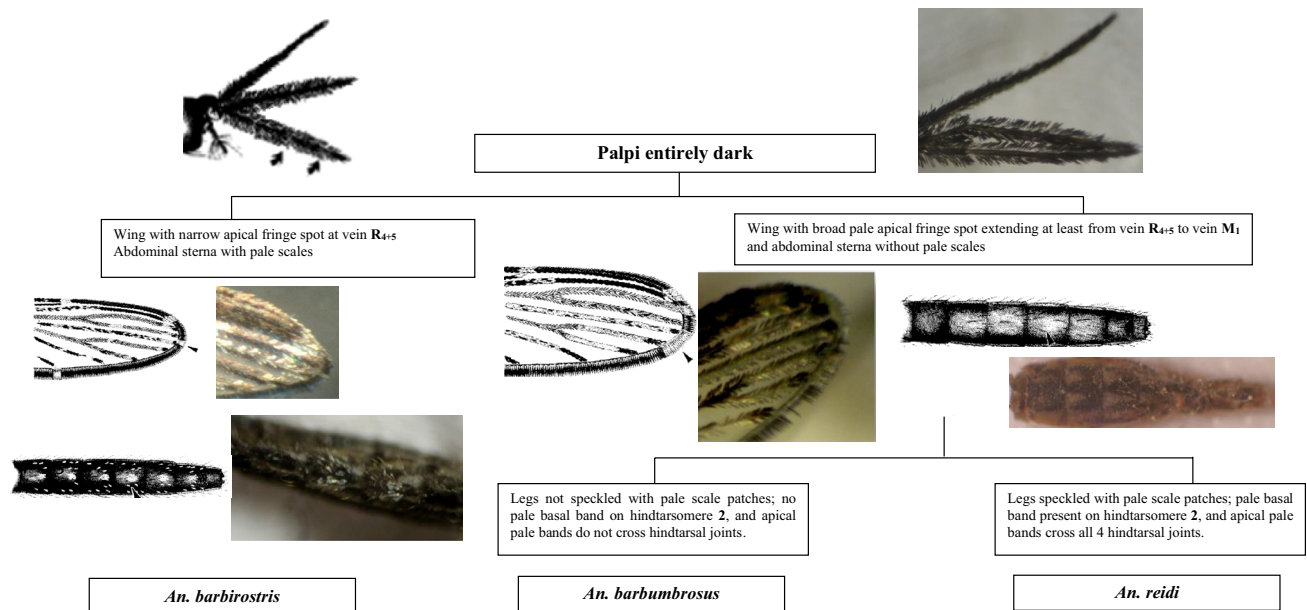 Palpi entirely dark
Wing with narrow apical fringe spot at vein R4+5
Abdominal sterna with pale scales
Wing with broad pale apical fringe spot extending at least from vein R4+5 to vein M1
and abdominal sterna without pale scales
Legs not speckled with pale scale patches; no
pale basal band on hindtarsomere 2, and apical
pale bands do not cross hindtarsal joints.
Legs speckled with pale scale patches; pale basal
band present on hindtarsomere 2, and apical pale
bands cross all 4 hindtarsal joints.
An. barbirostris
An. barbumbrosus
An. reidi